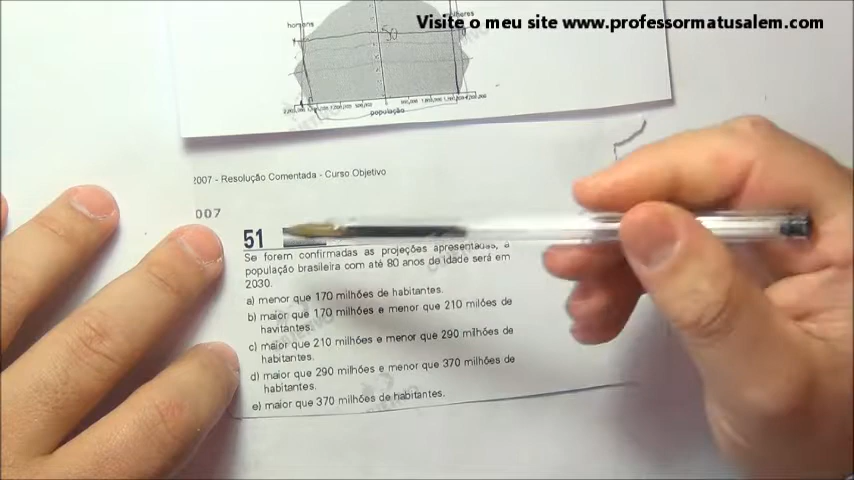 Visite o meu site www.professormatusalem.com
homens
mulheres
50
população
2007 - Resolução Comentada - Curso Objetivo
007
51
Se forem confirmadas as projeções apresentadas, a
população brasileira com até 80 anos de idade será em
2030.
a) menor que 170 milhões de habitantes.
b) maior que 170 milhões e menor que 210 milões de
havitantes.
c) maior que 210 milhões e menor que 290 milhões de
habitantes.
d) maior que 290 milhões e menor que 370 milhões de
habitantes.
e) maior que 370 milhões de habitantes.